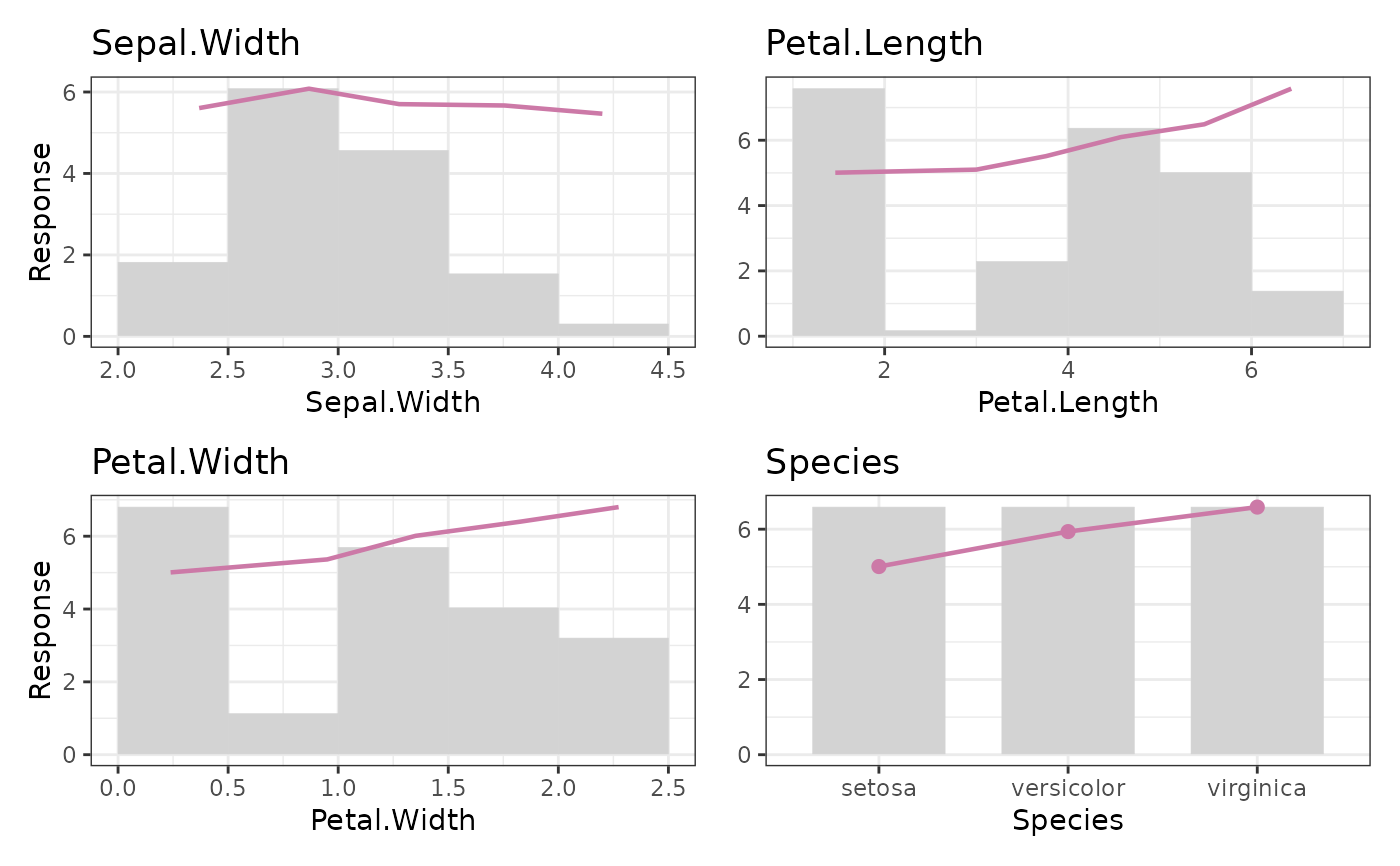 Sepal.Width
Petal.Length
Response
6
4
2
0
2.0 2.5 3.0 3.5 4.0 4.5
Sepal.Width
6
4
2
0
2 4 6
Petal.Length
Petal.Width
Species
Response
6
4
2
0
0.0 0.5 1.0 1.5 2.0 2.5
Petal.Width
6
4
2
0
setosa versicolor virginica
Species